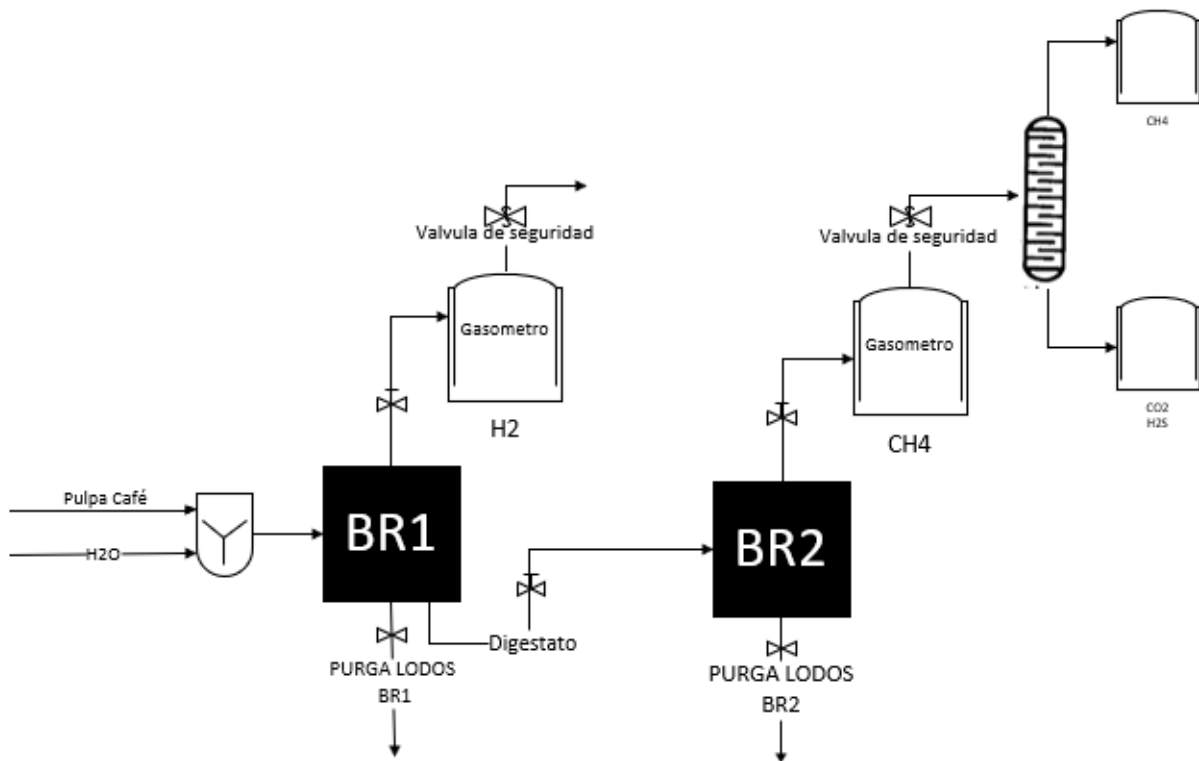 CH4
Valvula de seguridad
Valvula de seguridad
Gasometro
Gasometro
CO2
H2S
H2
CH4
Pulpa Café
H2O
BR1
BR2
Digestato
PURGA LODOS
BR1
PURGA LODOS
BR2